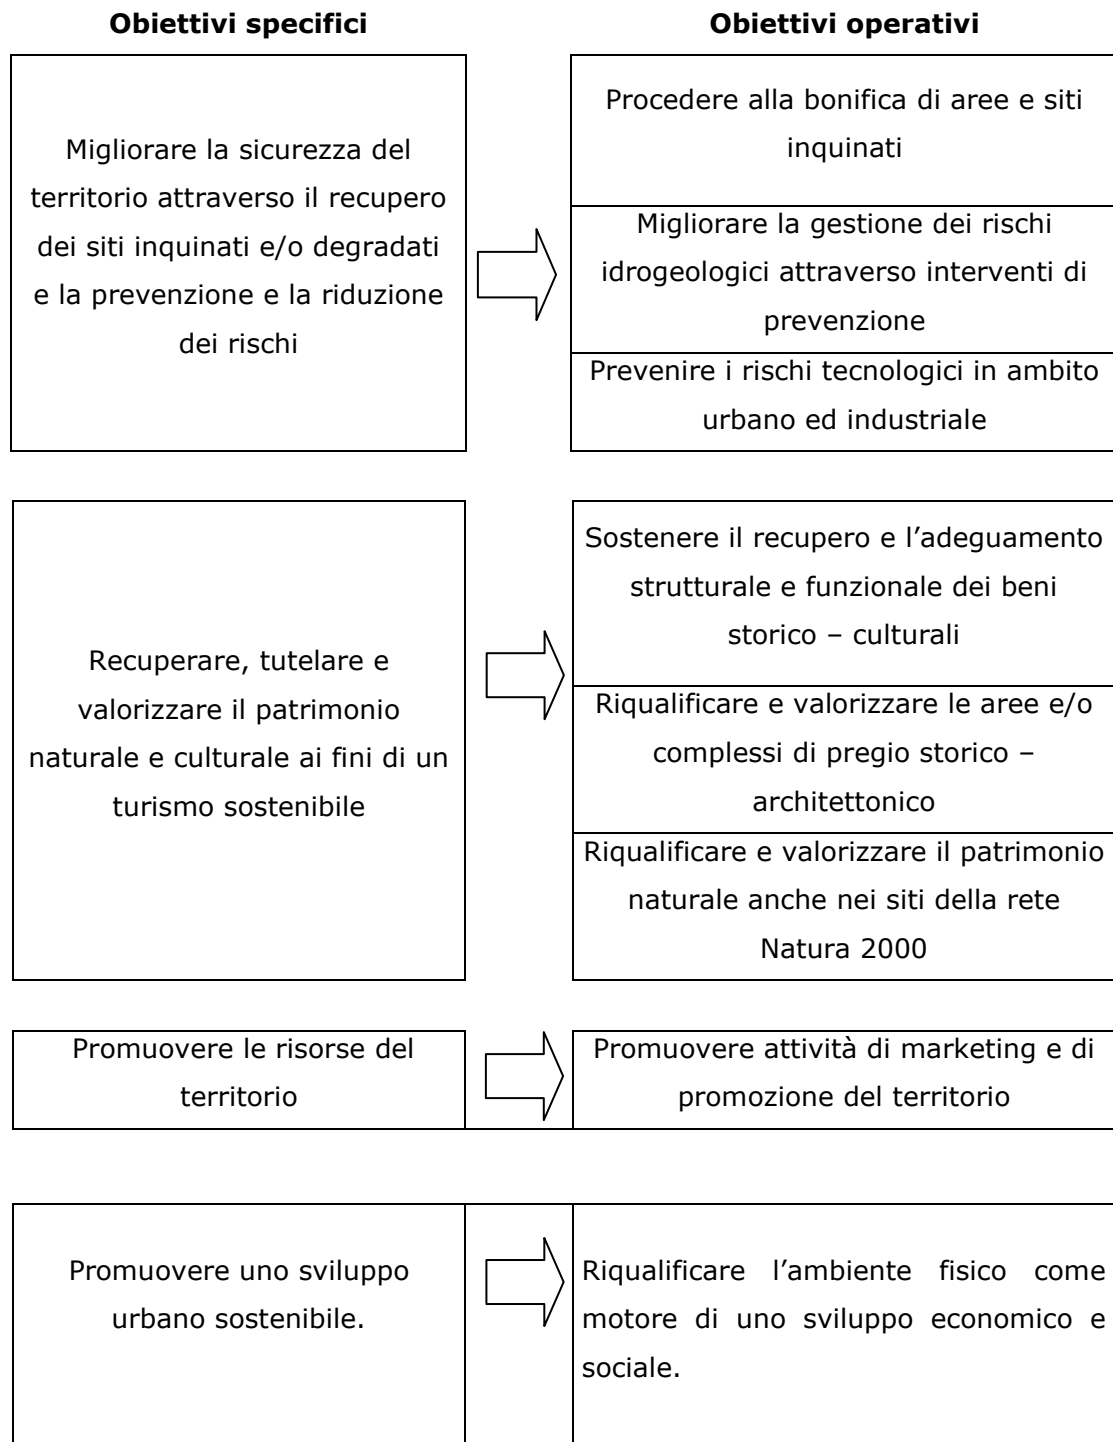 Obiettivi specifici
Obiettivi operativi
Migliorare la sicurezza del
territorio attraverso il recupero
dei siti inquinati e/o degradati
e la prevenzione e la riduzione
dei rischi
Procedere alla bonifica di aree e siti
inquinati
Migliorare la gestione dei rischi
idrogeologici attraverso interventi di
prevenzione
Prevenire i rischi tecnologici in ambito
urbano ed industriale
Recuperare, tutelare e
valorizzare il patrimonio
naturale e culturale ai fini di un
turismo sostenibile
Sostenere il recupero e l’adeguamento
strutturale e funzionale dei beni
storico – culturali
Riqualificare e valorizzare le aree e/o
complessi di pregio storico –
architettonico
Riqualificare e valorizzare il patrimonio
naturale anche nei siti della rete
Natura 2000
Promuovere le risorse del
territorio
Promuovere attività di marketing e di
promozione del territorio
Promuovere uno sviluppo
urbano sostenibile.
Riqualificare l’ambiente fisico come
motore di uno sviluppo economico e
sociale.